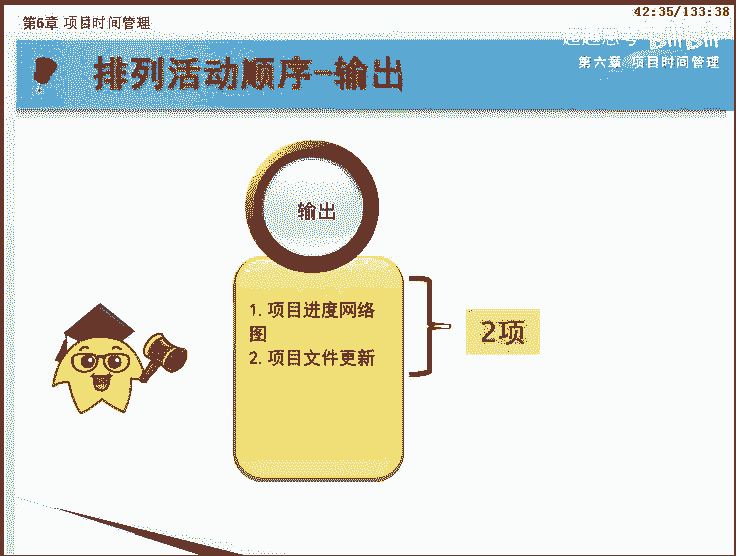 第6章 项目时间管理
42:35/133:38
第六章 项目时间管理
排列活动顺序-输出
输出
1. 项目进度网络
图
2. 项目文件更新
2项